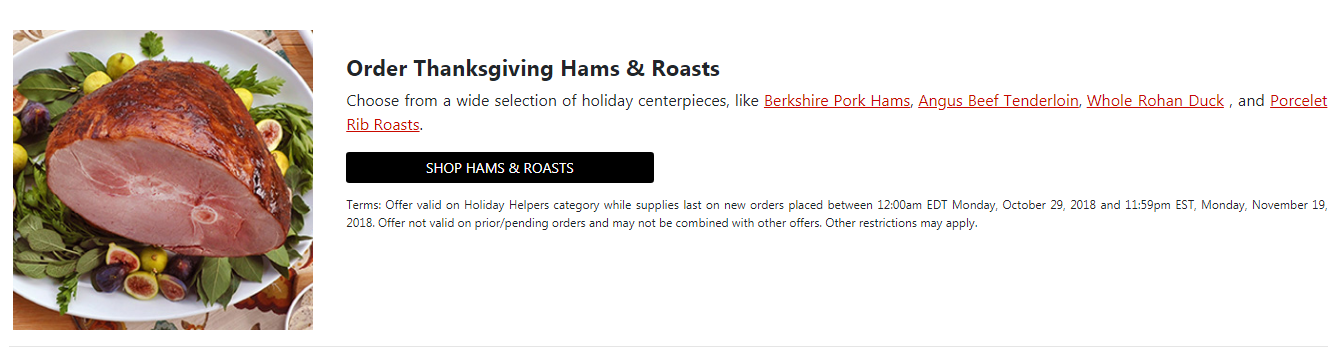 Order Thanksgiving Hams & Roasts
Choose from a wide selection of holiday centerpieces, like Berkshire Pork Hams, Angus Beef Tenderloin, Whole Rohan Duck , and Porcelet
Rib Roasts.
SHOP HAMS & ROASTS
Terms: Offer valid on Holiday Helpers category while supplies last on new orders placed between 12:00am EDT Monday, October 29, 2018 and 11:59pm EST, Monday, November 19,
2018. Offer not valid on prior/pending orders and may not be combined with other offers. Other restrictions may apply.